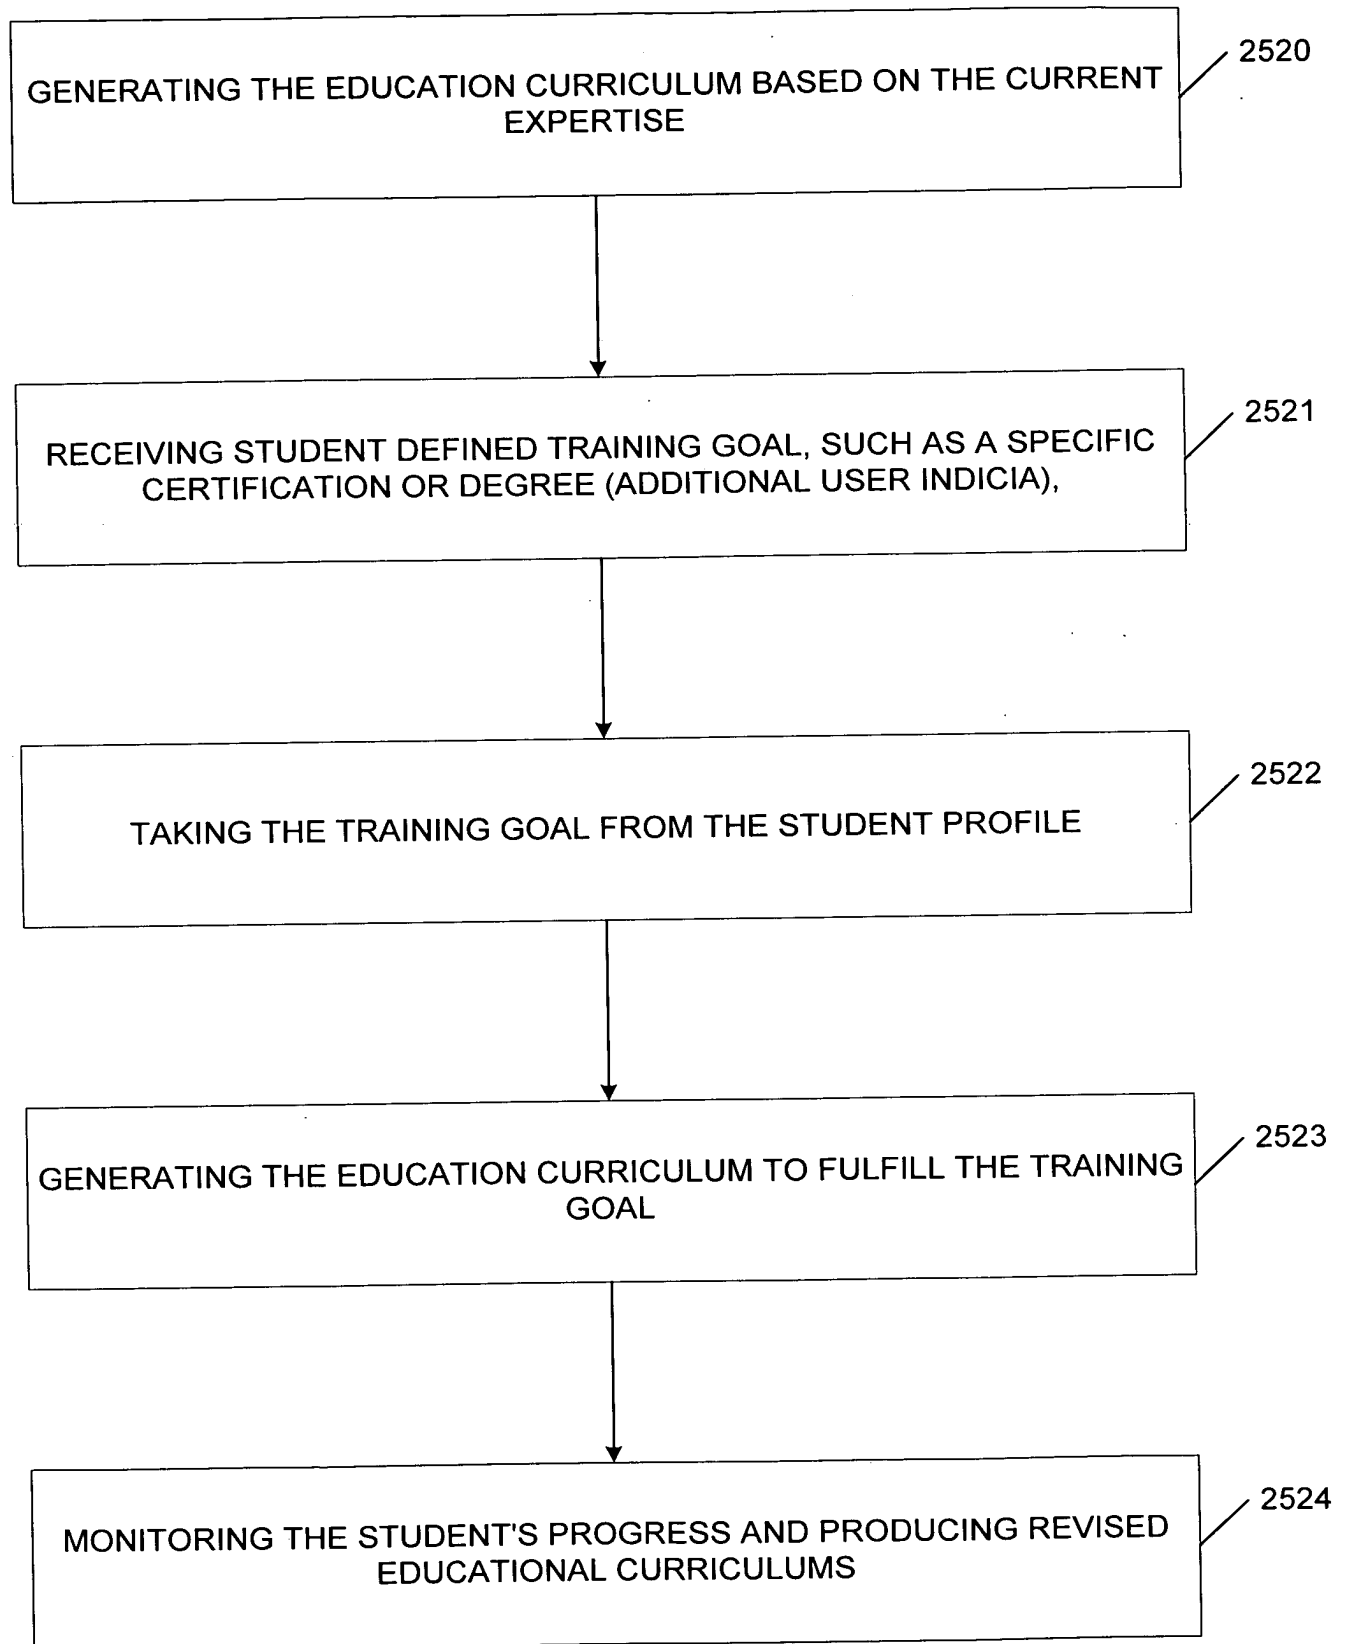 GENERATING THE EDUCATION CURRICULUM BASED ON THE CURRENT
EXPERTISE
2520
RECEIVING STUDENT DEFINED TRAINING GOAL, SUCH AS A SPECIFIC
CERTIFICATION OR DEGREE (ADDITIONAL USER INDICIA),
2521
TAKING THE TRAINING GOAL FROM THE STUDENT PROFILE
2522
GENERATING THE EDUCATION CURRICULUM TO FULFILL THE TRAINING
GOAL
2523
MONITORING THE STUDENT'S PROGRESS AND PRODUCING REVISED
EDUCATIONAL CURRICULUMS
2524